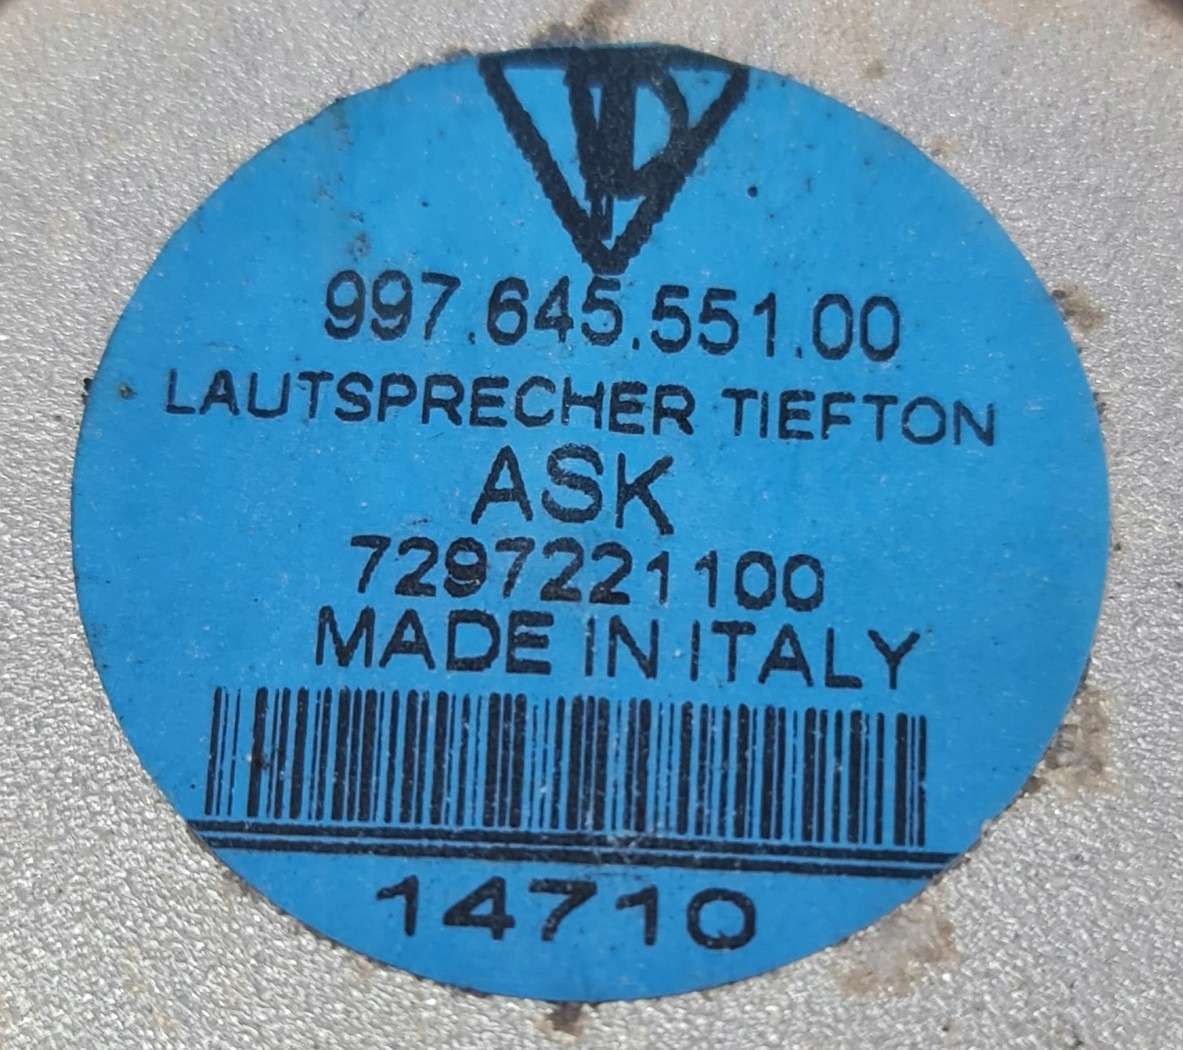 997.645.551.00
LAUTSPRECHER TIEFTON
ASK
7297221100
MADE IN ITALY
14710